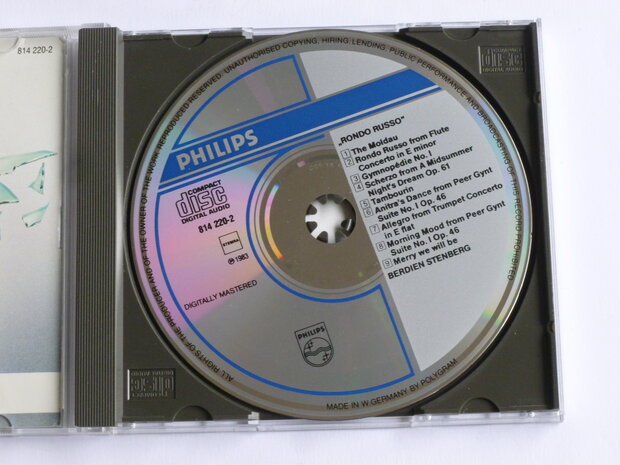 814 220-2
COMPACT
disc
DIGITAL AUDIO
ALL RIGHTS OF THE PRODUCER AND OF THE OWNER OF THE WORK REPRODUCED RESERVED. UNAUTHORISED COPYING, HIRING, LENDING, PUBLIC PERFORMANCE AND BROADCASTING OF THIS RECORD PROHIBITED
PHILIPS
COMPACT
disc
DIGITAL AUDIO
814 220-2
STEMRA
℗ 1983
DIGITALLY MASTERED
„RONDO RUSSO"
1 The Moldau
2 Rondo Russo from Flute
Concerto in E minor
3 Gymnopédie No. I
4 Scherzo from A Midsummer
Night's Dream Op. 61
5 Tambourin
6 Anitra's Dance from Peer Gynt
Suite No. I Op. 46
7 Allegro from Trumpet Concerto
in E flat
8 Morning Mood from Peer Gynt
Suite No. I Op. 46
9 Merry we will be
BERDIEN STENBERG
PHILIPS
MADE IN W.GERMANY BY POLYGRAM
COMPACT
disc
DIGITAL AUDIO